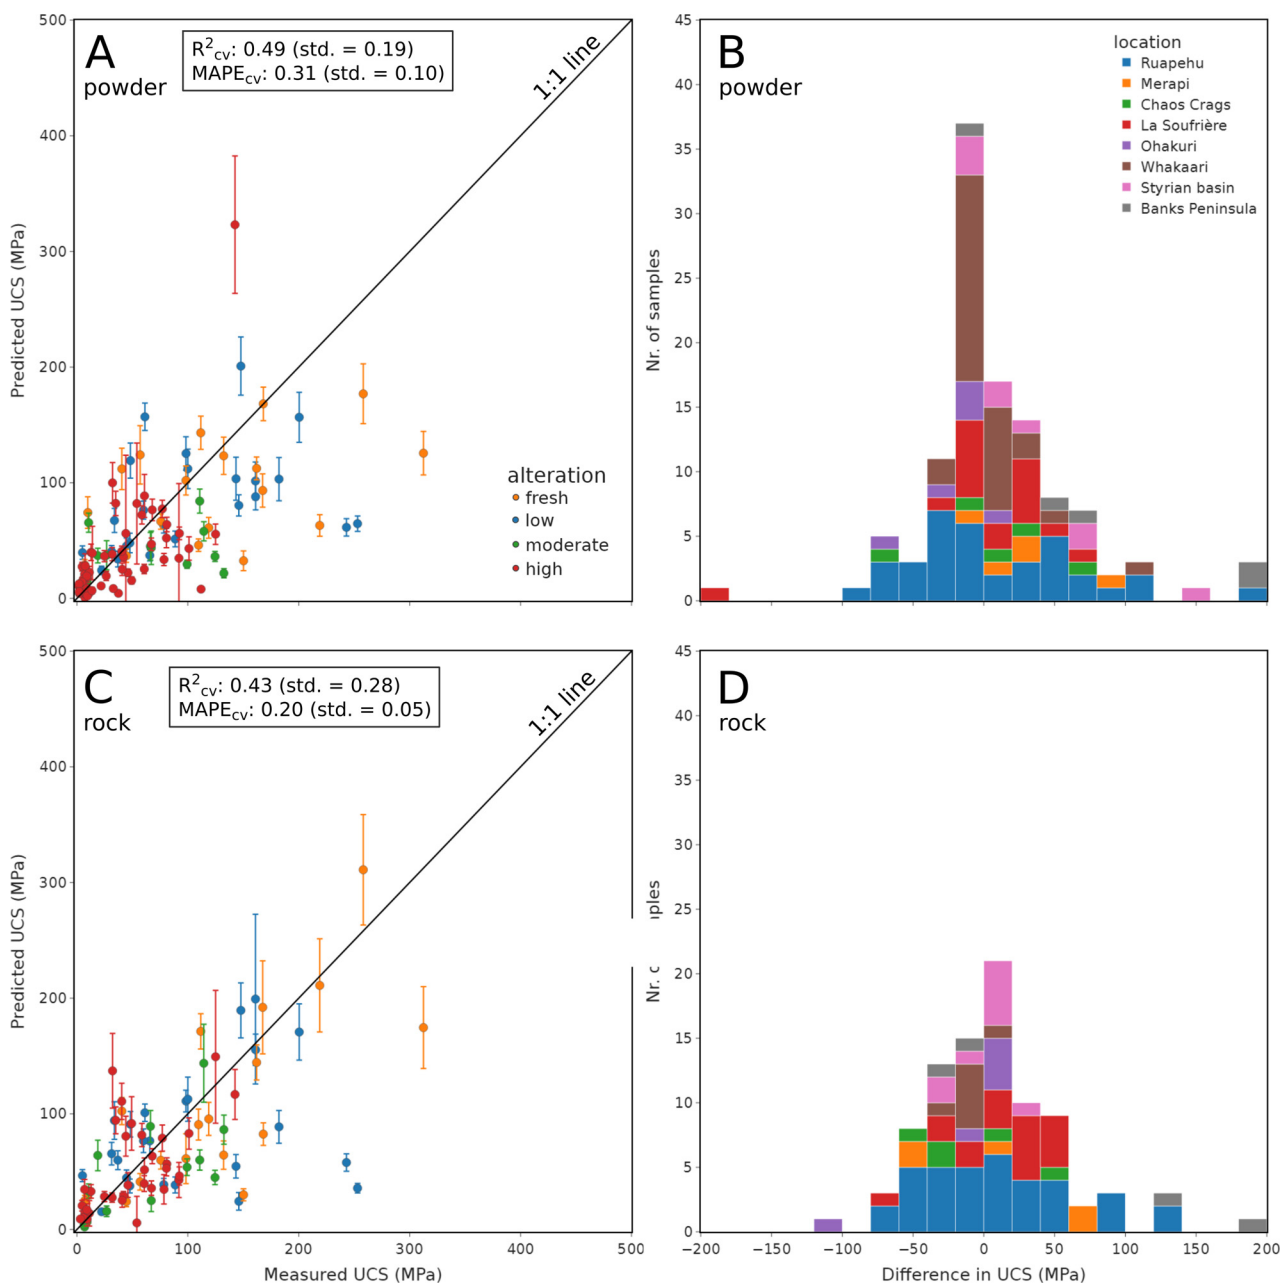 A
powder
R²cv: 0.49 (std. = 0.19)
MAPEcv: 0.31 (std. = 0.10)
1:1 line
500
400
300
200
100
0
Predicted UCS (MPa)
alteration
fresh
low
moderate
high
B
powder
location
Ruapehu
Merapi
Chaos Crags
La Soufrière
Ohakuri
Whakaari
Styrian basin
Banks Peninsula
45
40
35
30
25
20
15
10
5
0
Nr. of samples
C
rock
R²cv: 0.43 (std. = 0.28)
MAPEcv: 0.20 (std. = 0.05)
1:1 line
500
400
300
200
100
0
Predicted UCS (MPa)
0 100 200 300 400 500
Measured UCS (MPa)
D
rock
45
40
35
30
25
20
15
10
5
0
Nr.
−200 −150 −100 −50 0 50 100 150 200
Difference in UCS (MPa)